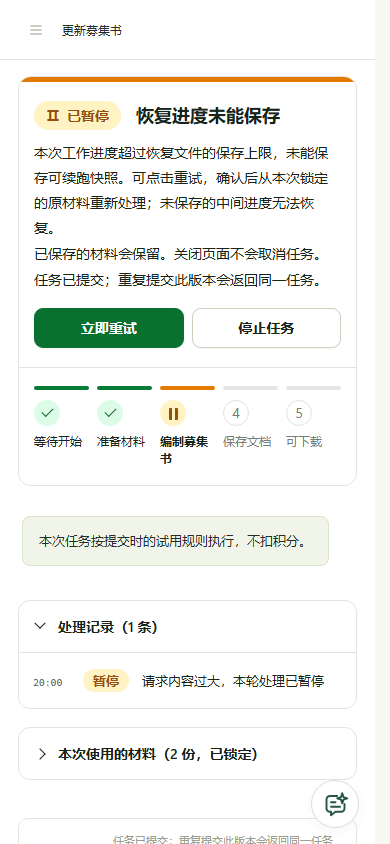 更新募集书
已暂停
恢复进度未能保存
本次工作进度超过恢复文件的保存上限，未能保
存可续跑快照。可点击重试，确认后从本次锁定
的原材料重新处理；未保存的中间进度无法恢
复。
已保存的材料会保留。关闭页面不会取消任务。
任务已提交；重复提交此版本会返回同一任务。
立即重试
停止任务
等待开始
准备材料
编制募集
书
4
保存文档
5
可下载
本次任务按提交时的试用规则执行，不扣积分。
处理记录（1 条）
20:00
暂停
请求内容过大，本轮处理已暂停
本次使用的材料（2 份，已锁定）
任务已提交；重复提交此版本会返回同一任务